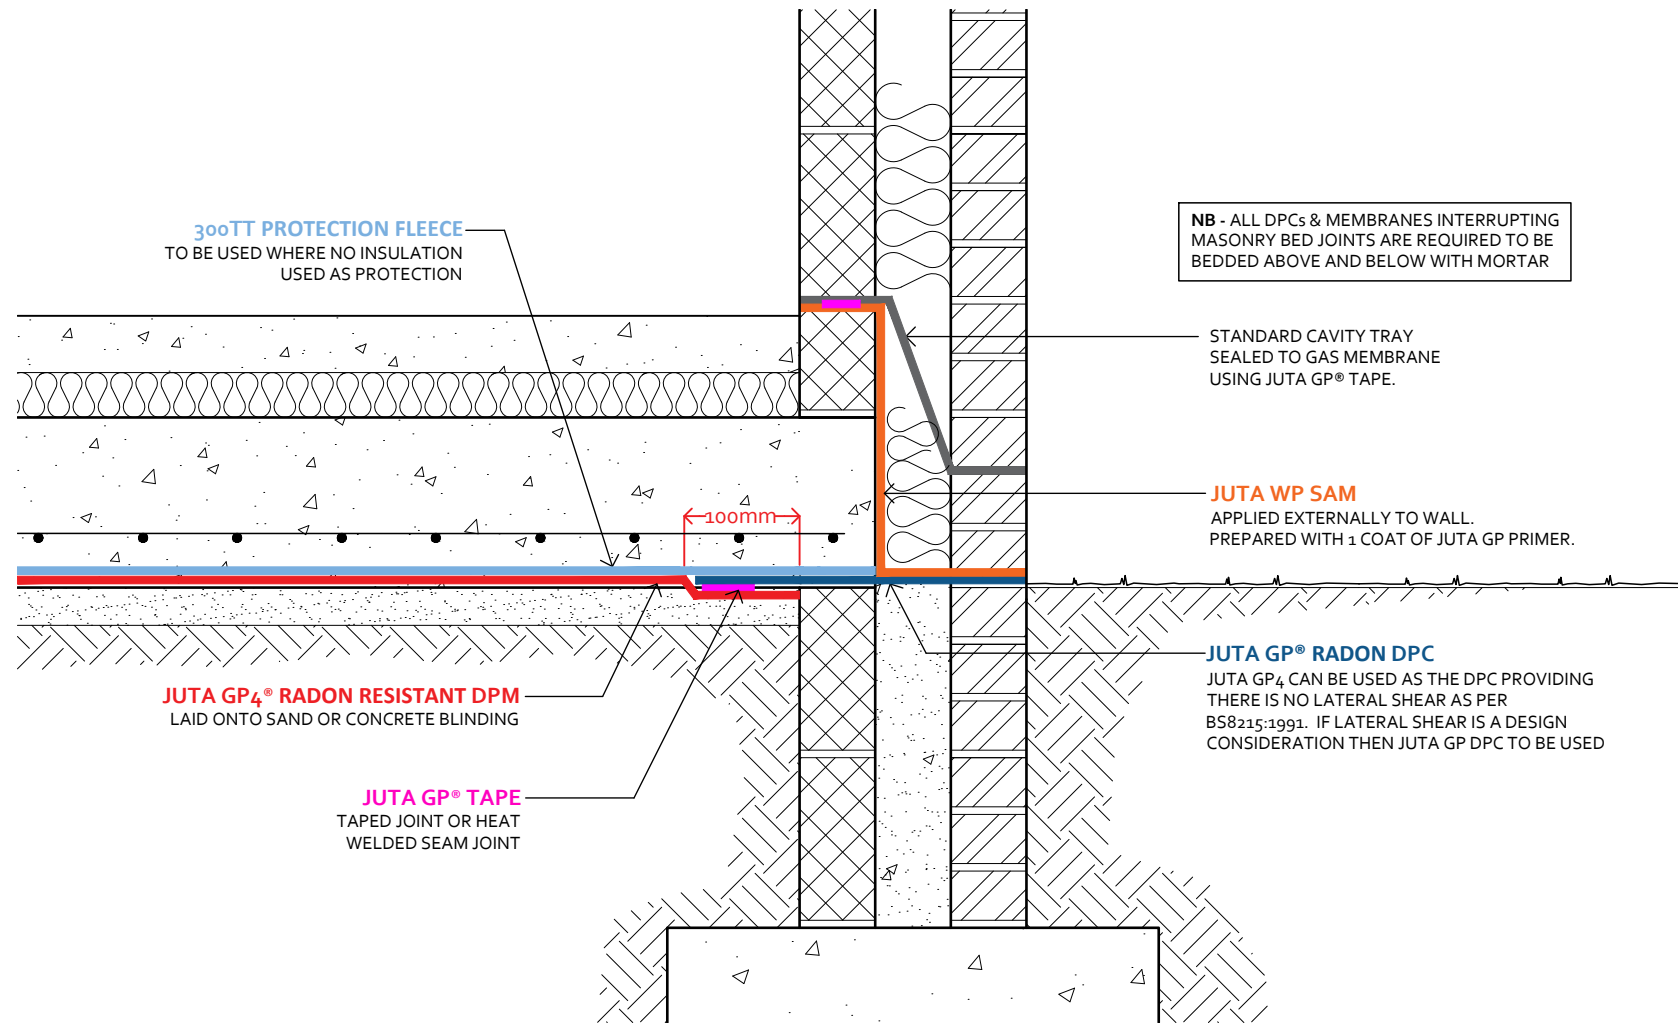 300TT PROTECTION FLEECE
TO BE USED WHERE NO INSULATION
USED AS PROTECTION
NB - ALL DPCs & MEMBRANES INTERRUPTING
MASONRY BED JOINTS ARE REQUIRED TO BE
BEDDED ABOVE AND BELOW WITH MORTAR
STANDARD CAVITY TRAY
SEALED TO GAS MEMBRANE
USING JUTA GP® TAPE.
JUTA WP SAM
APPLIED EXTERNALLY TO WALL.
PREPARED WITH 1 COAT OF JUTA GP PRIMER.
100mm
JUTA GP® RADON DPC
JUTA GP4 CAN BE USED AS THE DPC PROVIDING
THERE IS NO LATERAL SHEAR AS PER
BS8215:1991. IF LATERAL SHEAR IS A DESIGN
CONSIDERATION THEN JUTA GP DPC TO BE USED
JUTA GP4® RADON RESISTANT DPM
LAID ONTO SAND OR CONCRETE BLINDING
JUTA GP® TAPE
TAPED JOINT OR HEAT
WELDED SEAM JOINT